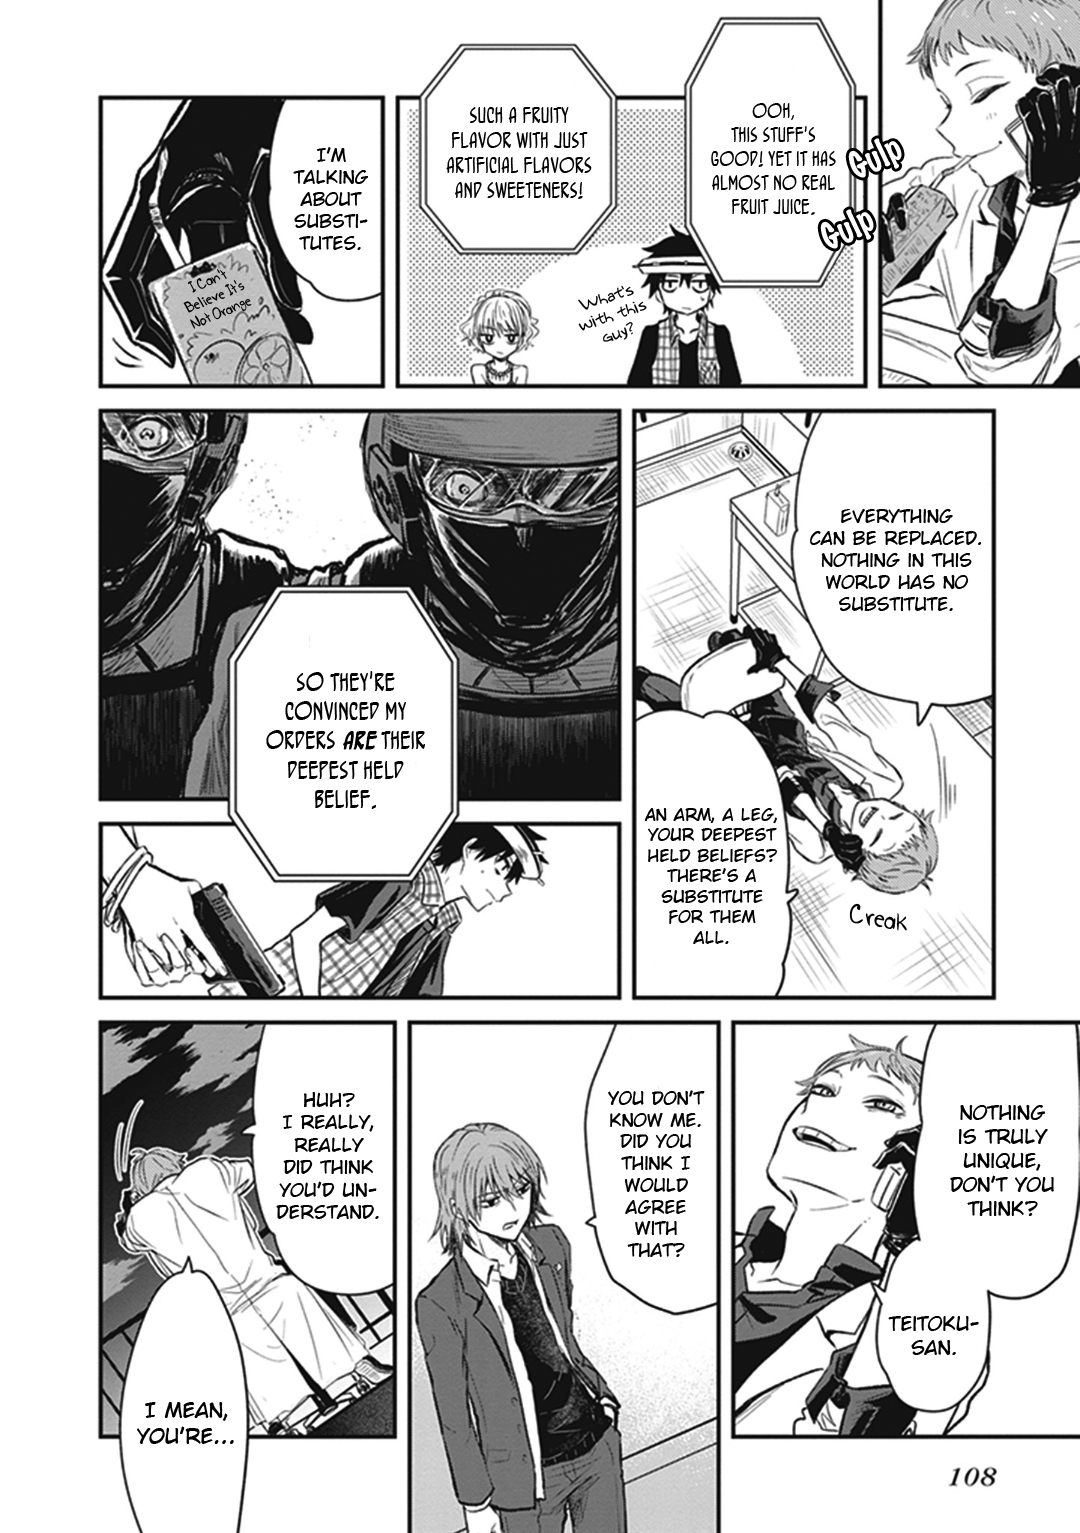 OOH,
THIS STUFF'S
GOOD! YET IT HAS
ALMOST NO REAL
FRUIT JUICE.
Gulp
Gulp
SUCH A FRUITY
FLAVOR WITH JUST
ARTIFICIAL FLAVORS
AND SWEETENERS!
What's
with this
guy?
I'M
TALKING
ABOUT
SUBSTI-
TUTES.
I Can't
Believe It's
Not Orange
EVERYTHING
CAN BE REPLACED.
NOTHING IN THIS
WORLD HAS NO
SUBSTITUTE.
AN ARM, A LEG,
YOUR DEEPEST
HELD BELIEFS?
THERE'S A
SUBSTITUTE
FOR THEM
ALL.
Creak
SO THEY'RE
CONVINCED MY
ORDERS ARE THEIR
DEEPEST HELD
BELIEF.
NOTHING
IS TRULY
UNIQUE,
DON'T YOU
THINK?
TEITOKU-
SAN.
YOU DON'T
KNOW ME.
DID YOU
THINK I
WOULD
AGREE
WITH
THAT?
HUH?
I REALLY,
REALLY
DID THINK
YOU'D UN-
DERSTAND.
I MEAN,
YOU'RE...
108